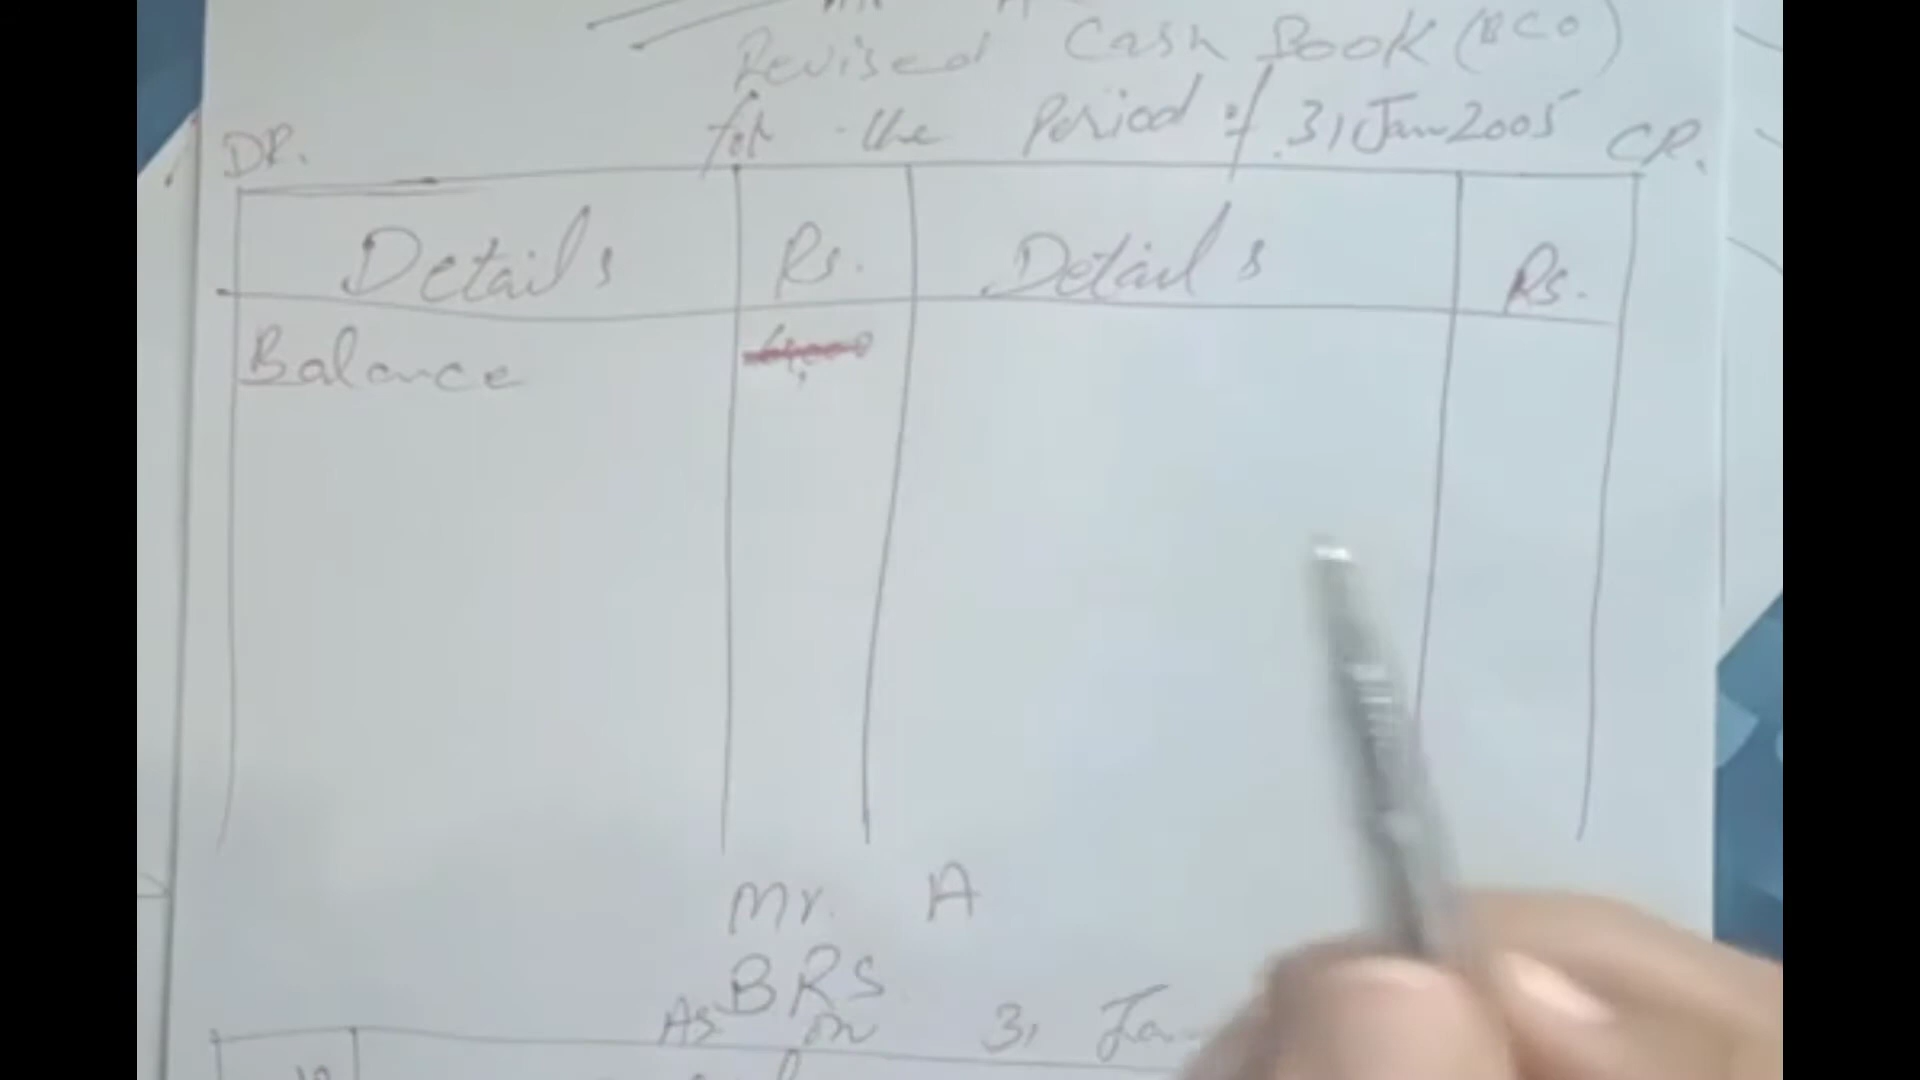 Revised Cash Book (BCO)
for the Period of 31 Jan 2005
DR. CR.
Details Rs. Details Rs.
Balance
Mr. A
BRS
As on 31 Jan